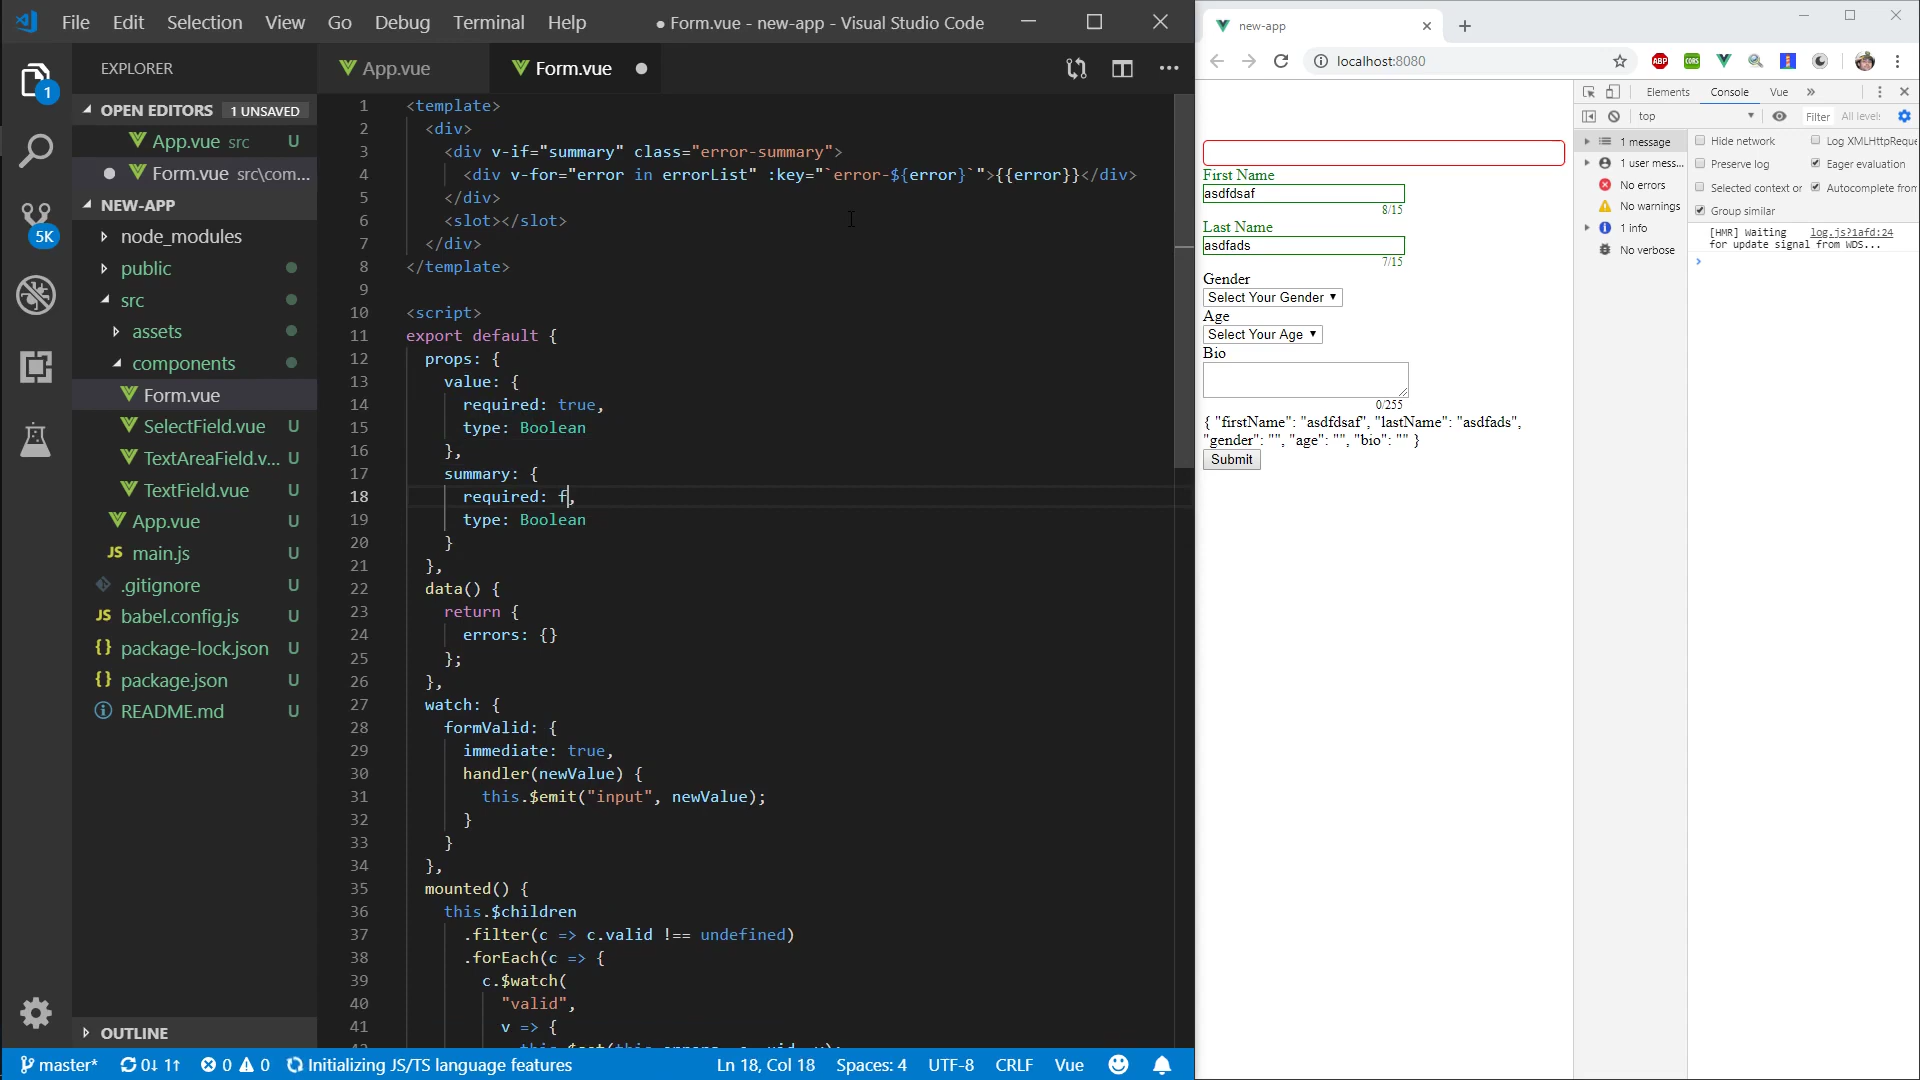 File Edit Selection View Go Debug Terminal Help ● Form.vue - new-app - Visual Studio Code
EXPLORER
OPEN EDITORS 1 UNSAVED
App.vue src U
Form.vue src\com...
NEW-APP
node_modules
public
src
assets
components
Form.vue
SelectField.vue U
TextAreaField.v... U
TextField.vue U
App.vue U
JS main.js U
.gitignore U
JS babel.config.js U
{} package-lock.json U
{} package.json U
README.md U
OUTLINE
1
5K
App.vue
Form.vue
1 <template>
2 <div>
3 <div v-if="summary" class="error-summary">
4 <div v-for="error in errorList" :key="`error-${error}`">{{error}}</div>
5 </div>
6 <slot></slot>
7 </div>
8 </template>
9
10 <script>
11 export default {
12 props: {
13 value: {
14 required: true,
15 type: Boolean
16 },
17 summary: {
18 required: f,
19 type: Boolean
20 }
21 },
22 data() {
23 return {
24 errors: {}
25 };
26 },
27 watch: {
28 formValid: {
29 immediate: true,
30 handler(newValue) {
31 this.$emit("input", newValue);
32 }
33 }
34 },
35 mounted() {
36 this.$children
37 .filter(c => c.valid !== undefined)
38 .forEach(c => {
39 c.$watch(
40 "valid",
41 v => {
master* 0↓ 1↑ 0 0 Initializing JS/TS language features Ln 18, Col 18 Spaces: 4 UTF-8 CRLF Vue
new-app
localhost:8080
ABP
CORS
First Name
asdfdsaf
8/15
Last Name
asdfads
7/15
Gender
Select Your Gender
Age
Select Your Age
Bio
0/255
{ "firstName": "asdfdsaf", "lastName": "asdfads",
"gender": "", "age": "", "bio": "" }
Submit
Elements Console Vue »
top Filter All level:
1 message
1 user mess...
No errors
No warnings
1 info
No verbose
Hide network
Log XMLHttpReque
Preserve log
Eager evaluation
Selected context or
Autocomplete from
Group similar
[HMR] Waiting log.js?1afd:24
for update signal from WDS...